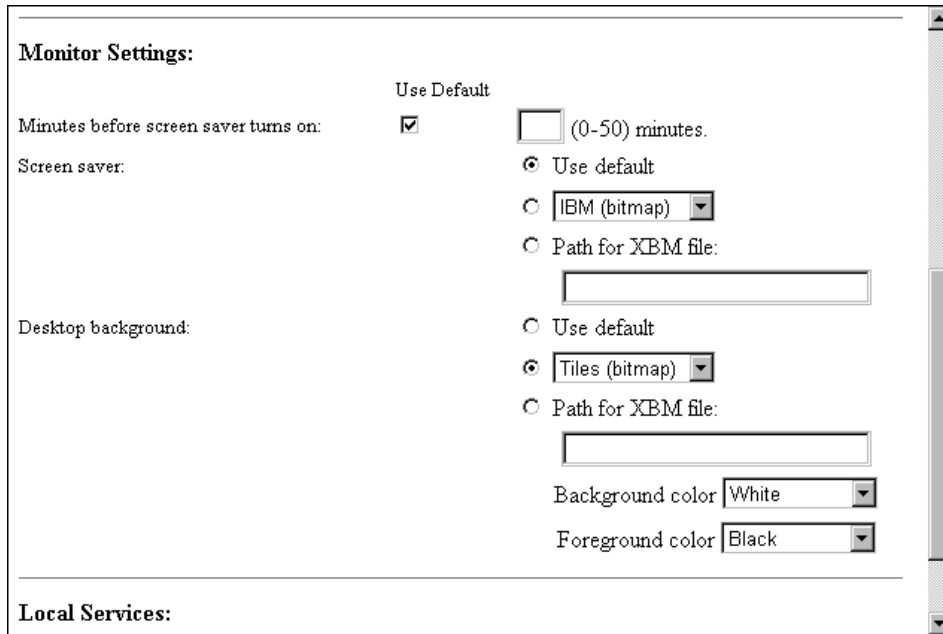 Monitor Settings:
Use Default
Minutes before screen saver turns on: (0-50) minutes.
Screen saver: Use default
IBM (bitmap)
Path for XBM file:
Desktop background: Use default
Tiles (bitmap)
Path for XBM file:
Background color White
Foreground color Black
Local Services: